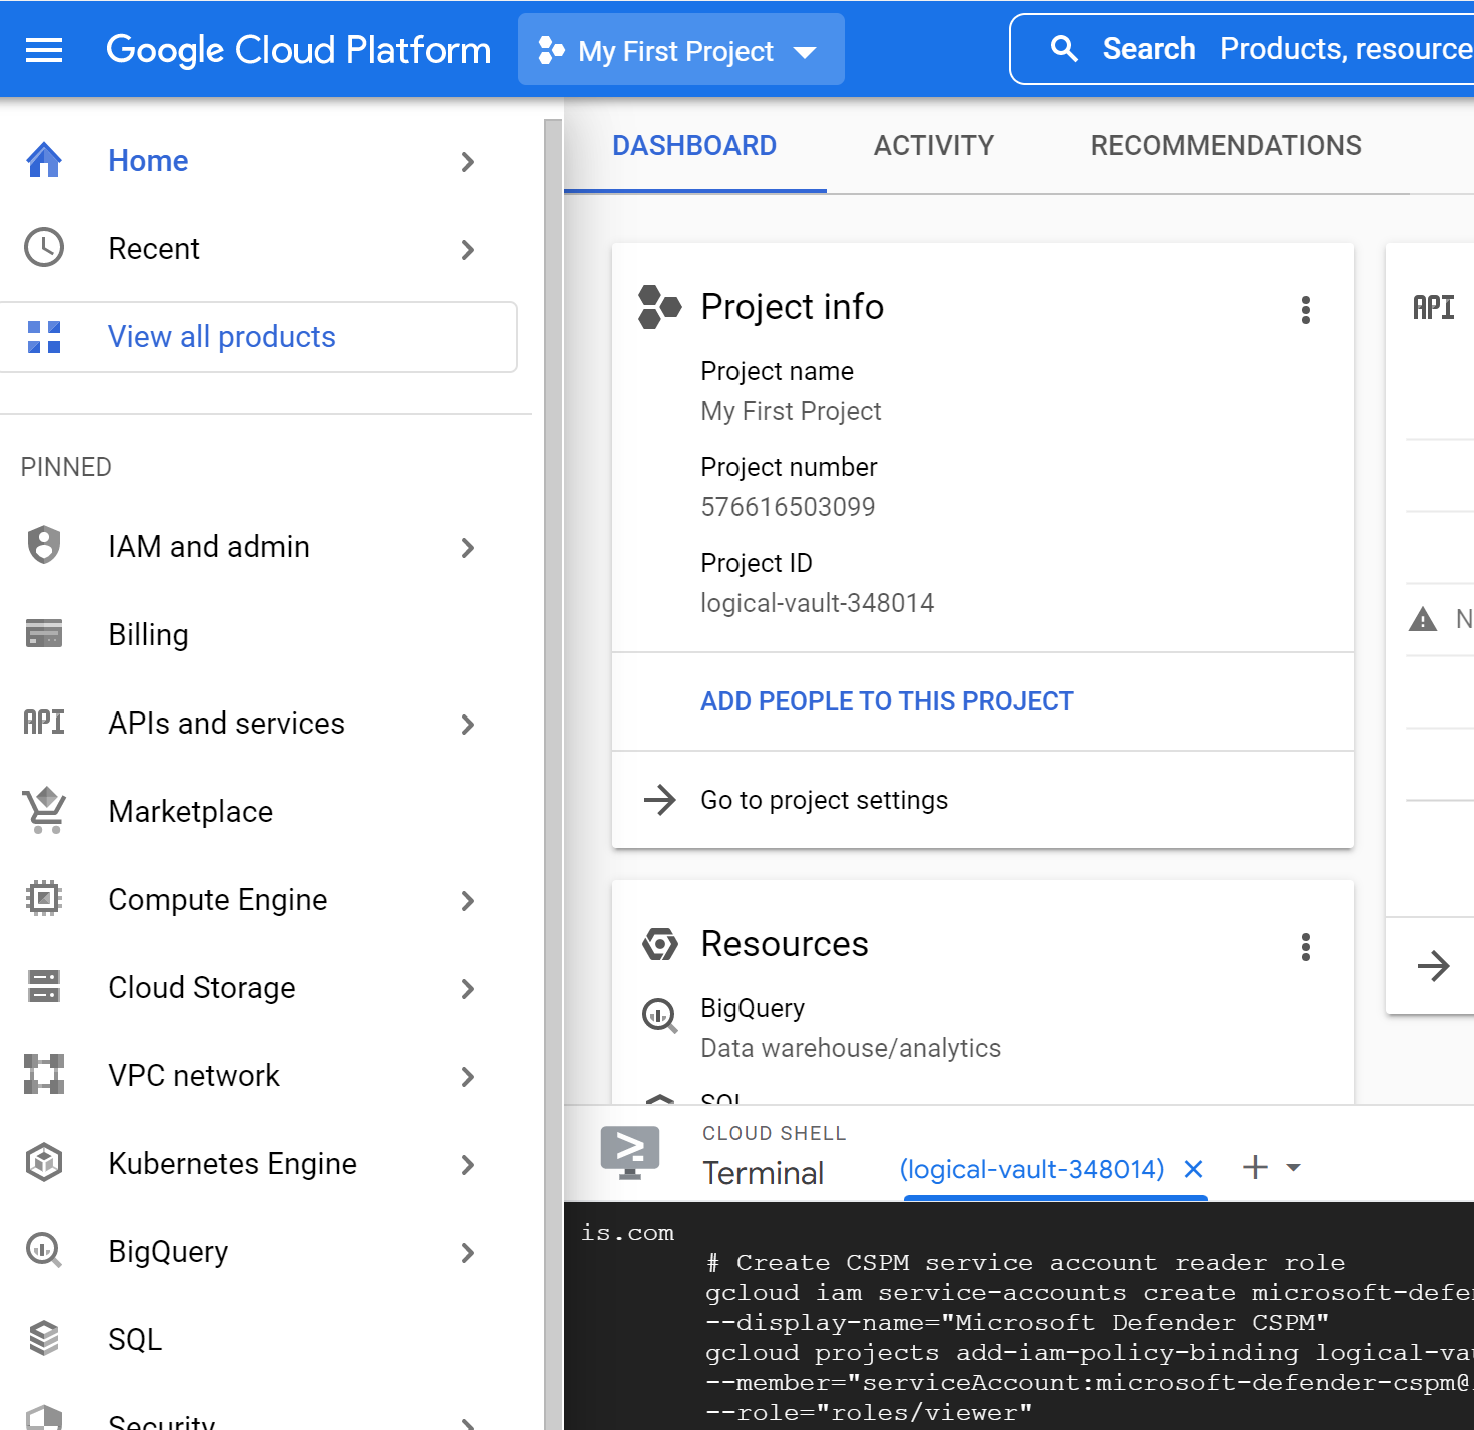 Google Cloud Platform
My First Project
Search Products, resource
Home
Recent
View all products
PINNED
IAM and admin
Billing
API APIs and services
Marketplace
Compute Engine
Cloud Storage
VPC network
Kubernetes Engine
BigQuery
SQL
Security
DASHBOARD
ACTIVITY
RECOMMENDATIONS
Project info
Project name
My First Project
Project number
576616503099
Project ID
logical-vault-348014
ADD PEOPLE TO THIS PROJECT
Go to project settings
Resources
BigQuery
Data warehouse/analytics
SQL
API
N
CLOUD SHELL
Terminal
(logical-vault-348014)
is.com
# Create CSPM service account reader role
gcloud iam service-accounts create microsoft-defe
--display-name="Microsoft Defender CSPM"
gcloud projects add-iam-policy-binding logical-va
--member="serviceAccount:microsoft-defender-cspm@
--role="roles/viewer"